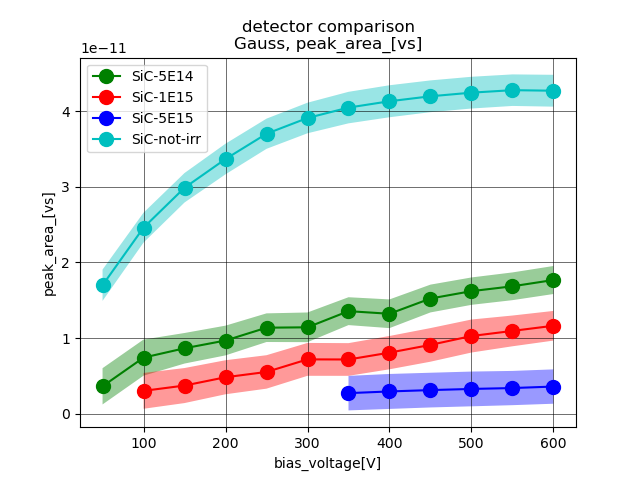 detector comparison
Gauss, peak_area_[vs]
1e−11
SiC-5E14
SiC-1E15
SiC-5E15
SiC-not-irr
4
3
2
1
0
peak_area_[vs]
100 200 300 400 500 600
bias_voltage[V]